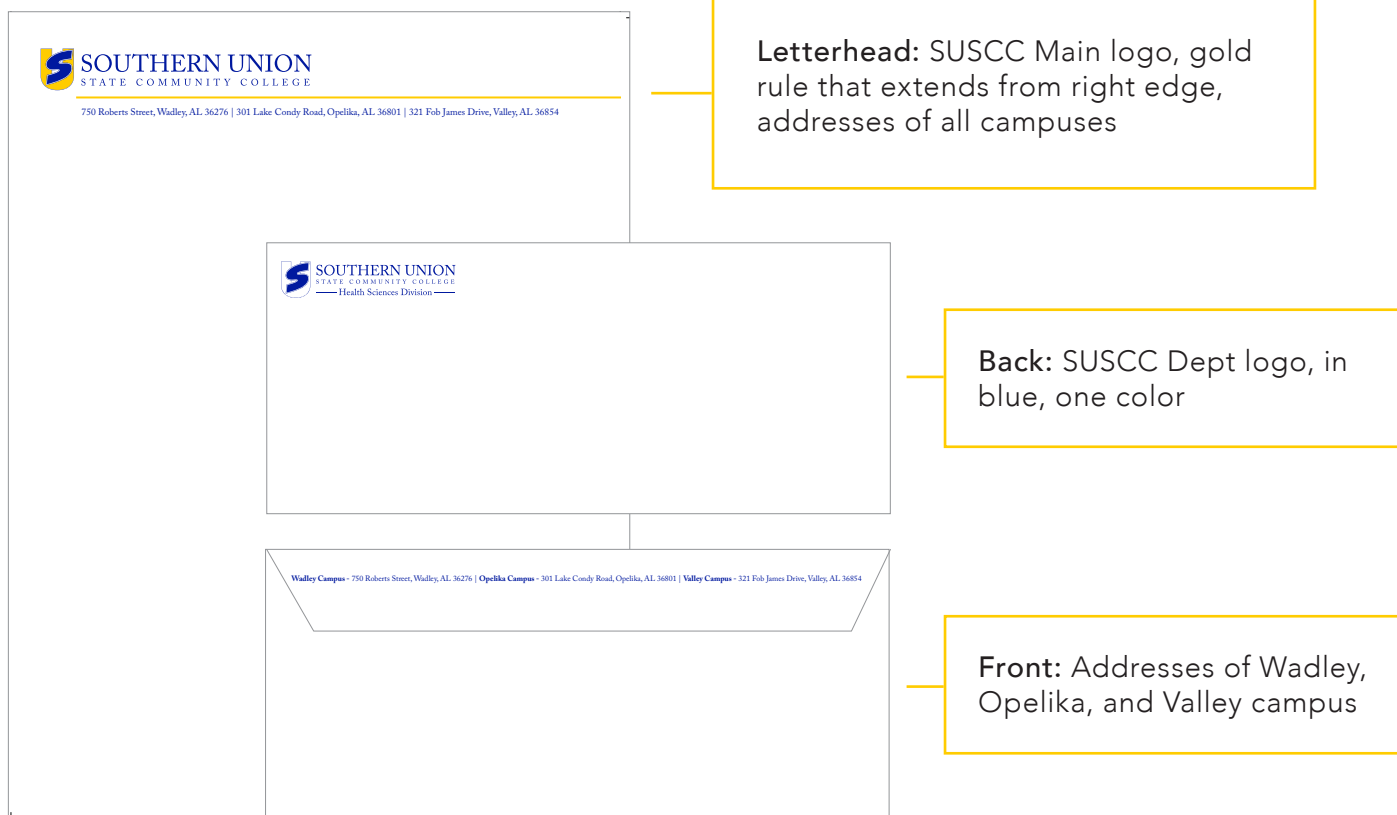 SOUTHERN UNION
STATE COMMUNITY COLLEGE
750 Roberts Street, Wadley, AL 36276 | 301 Lake Condy Road, Opelika, AL 36801 | 321 Fob James Drive, Valley, AL 36854
Letterhead: SUSCC Main logo, gold
rule that extends from right edge,
addresses of all campuses
SOUTHERN UNION
STATE COMMUNITY COLLEGE
Health Sciences Division
Back: SUSCC Dept logo, in
blue, one color
Wadley Campus - 750 Roberts Street, Wadley, AL 36276 | Opelika Campus - 301 Lake Condy Road, Opelika, AL 36801 | Valley Campus - 321 Fob James Drive, Valley, AL 36854
Front: Addresses of Wadley,
Opelika, and Valley campus